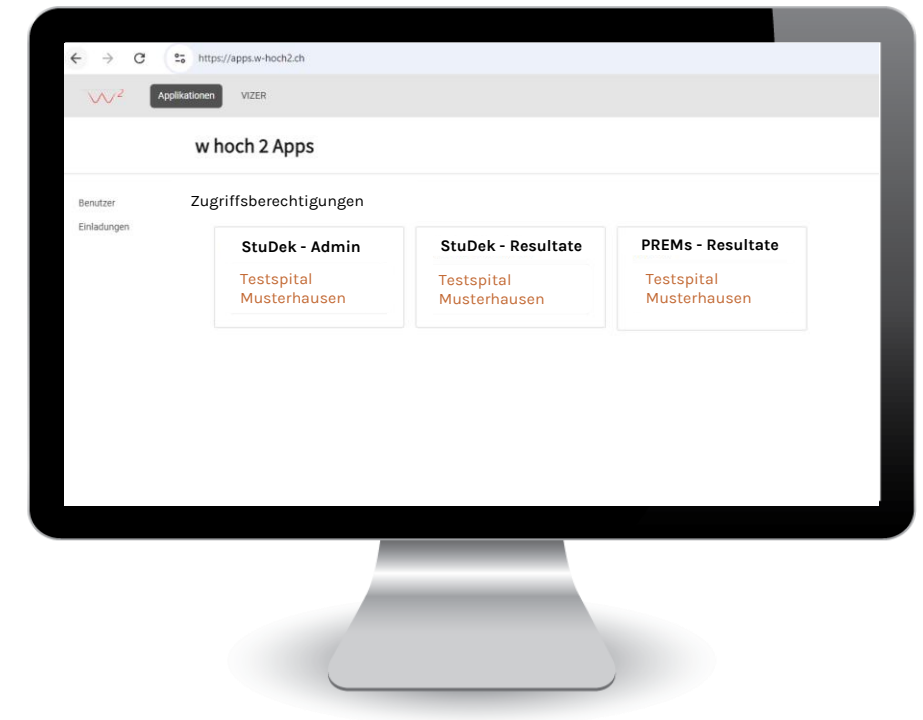 https://apps.w-hoch2.ch
w² Applikationen VIZER
w hoch 2 Apps
Benutzer
Einladungen
Zugriffsberechtigungen
StuDek - Admin
Testspital
Musterhausen
StuDek - Resultate
Testspital
Musterhausen
PREMs - Resultate
Testspital
Musterhausen